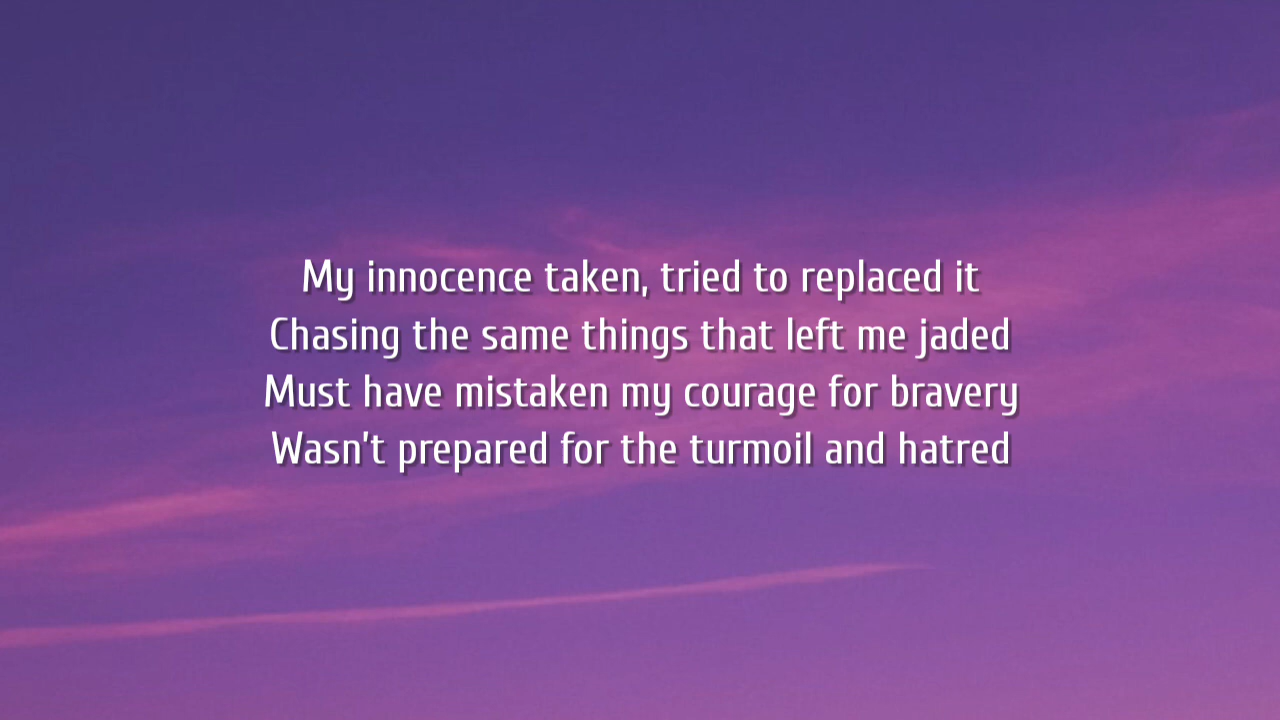 My innocence taken, tried to replaced it
Chasing the same things that left me jaded
Must have mistaken my courage for bravery
Wasn't prepared for the turmoil and hatred